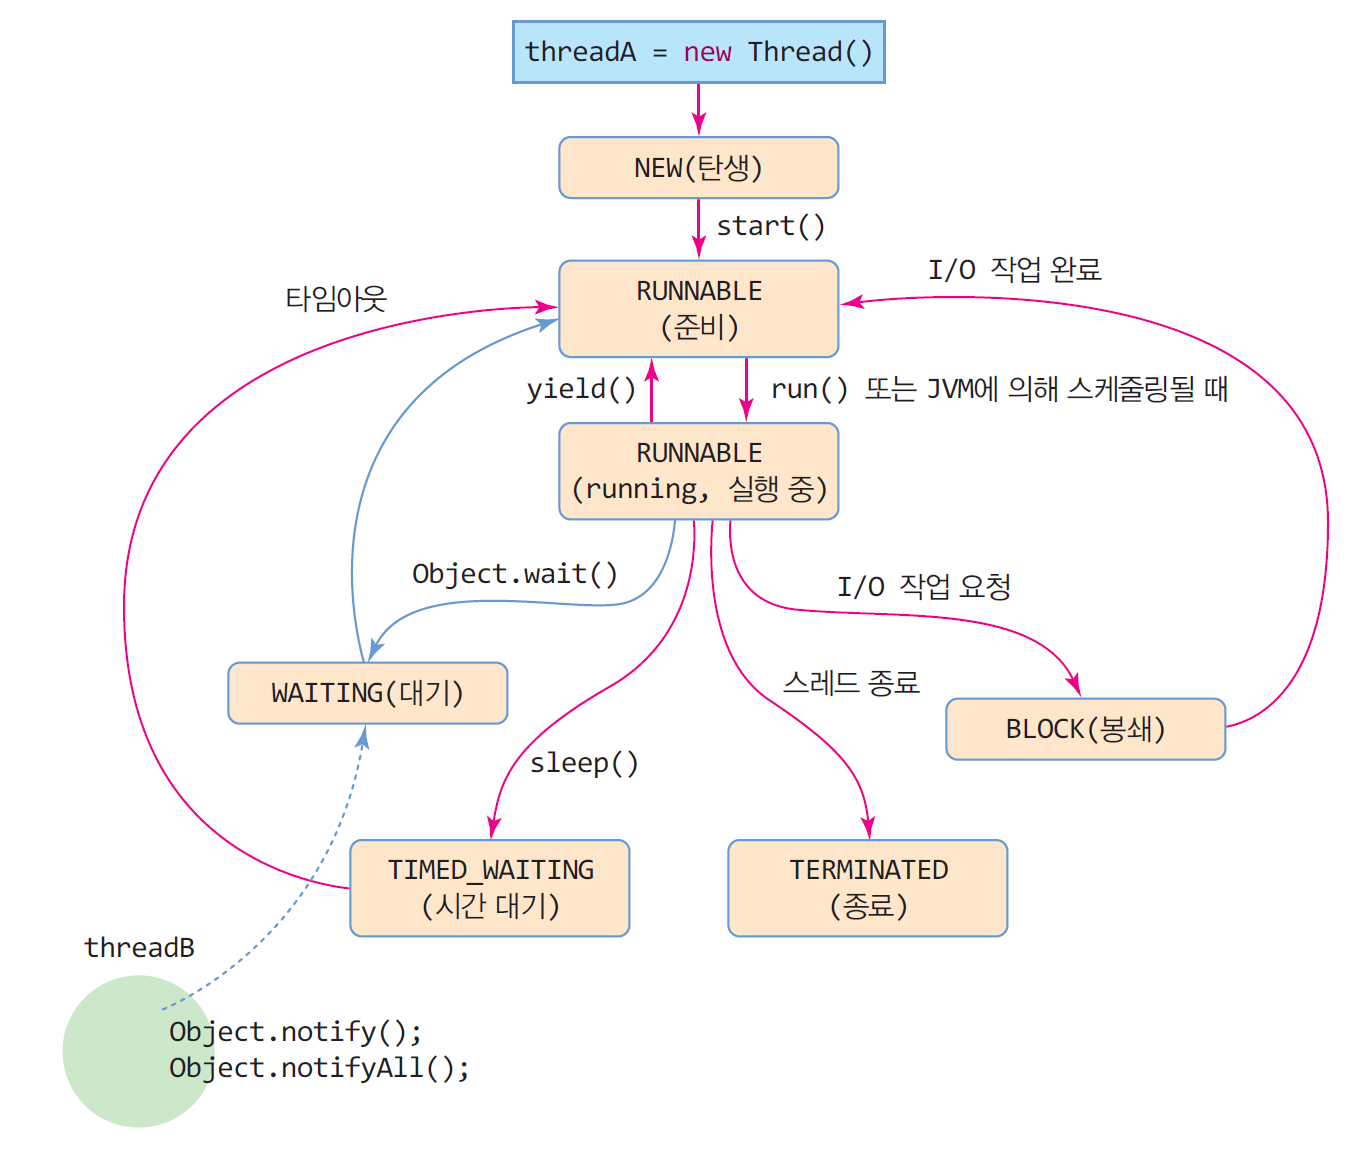 threadA = new Thread()
NEW(탄생)
start()
I/O 작업 완료
타임아웃
RUNNABLE
(준비)
yield()
run() 또는 JVM에 의해 스케줄링될 때
RUNNABLE
(running, 실행 중)
Object.wait()
I/O 작업 요청
스레드 종료
WAITING(대기)
BLOCK(봉쇄)
sleep()
TIMED_WAITING
(시간 대기)
TERMINATED
(종료)
threadB
Object.notify();
Object.notifyAll();